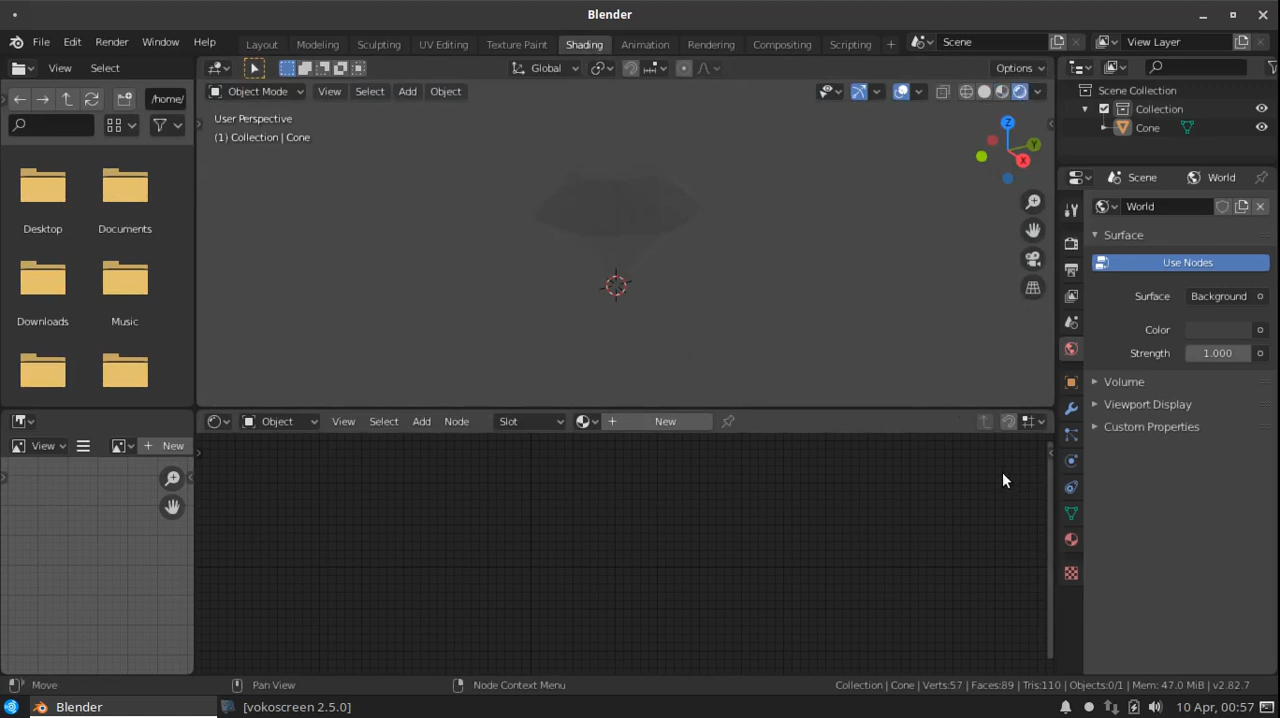 Blender
File Edit Render Window Help
Layout Modeling Sculpting UV Editing Texture Paint Shading Animation Rendering Compositing Scripting +
Scene
View Layer
View Select
Global
Options
/home/
Object Mode View Select Add Object
User Perspective
(1) Collection | Cone
Z
Y
X
Scene Collection
Collection
Cone
Scene World
World
Surface
Use Nodes
Surface Background
Color
Strength 1.000
Volume
Viewport Display
Custom Properties
Desktop Documents
Downloads Music
Object View Select Add Node Slot New
View New
Move Pan View Node Context Menu
Collection | Cone | Verts:57 | Faces:89 | Tris:110 | Objects:0/1 | Mem: 47.0 MiB | v2.82.7
Blender [vokoscreen 2.5.0] 10 Apr, 00:57